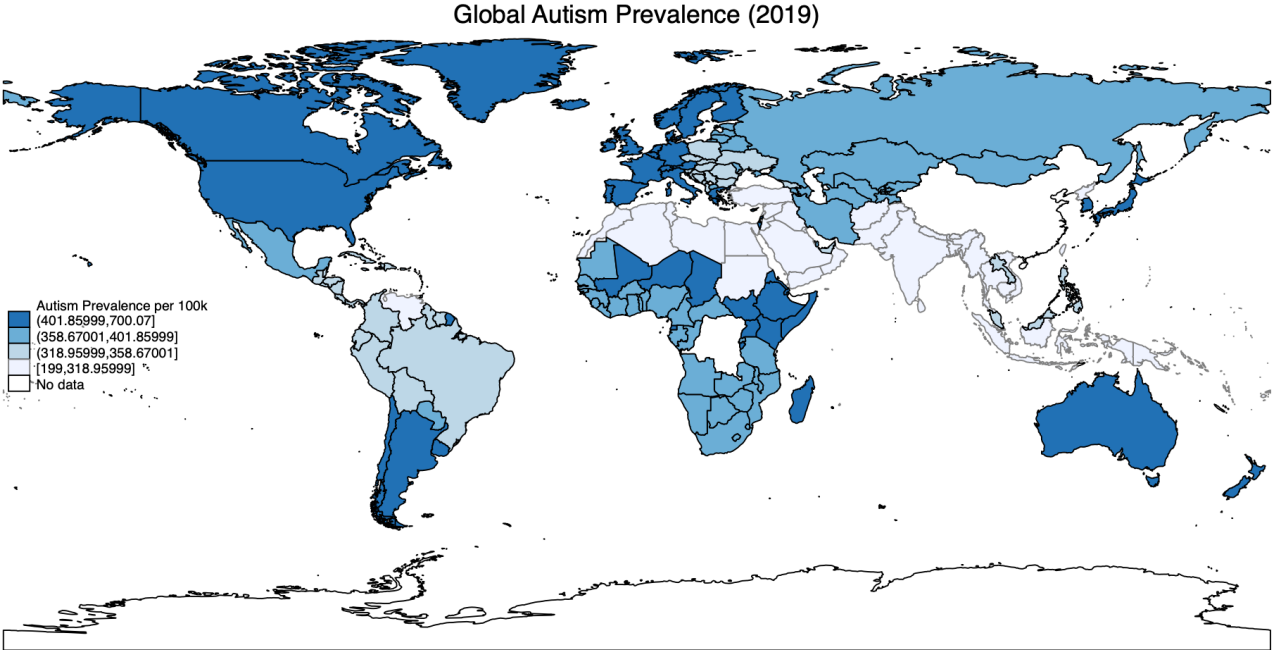 Global Autism Prevalence (2019)
Autism Prevalence per 100k
(401.85999,700.07]
(358.67001,401.85999]
(318.95999,358.67001]
[199,318.95999]
No data